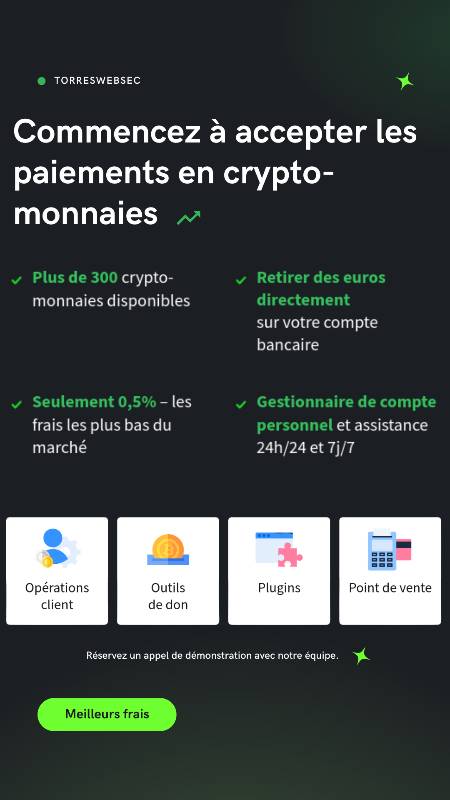 TORRESWEBSEC
Commencez à accepter les
paiements en crypto-
monnaies
Plus de 300 crypto-
monnaies disponibles
Retirer des euros
directement
sur votre compte
bancaire
Seulement 0,5% – les
frais les plus bas du
marché
Gestionnaire de compte
personnel et assistance
24h/24 et 7j/7
Opérations
client
Outils
de don
Plugins
Point de vente
Réservez un appel de démonstration avec notre équipe.
Meilleurs frais